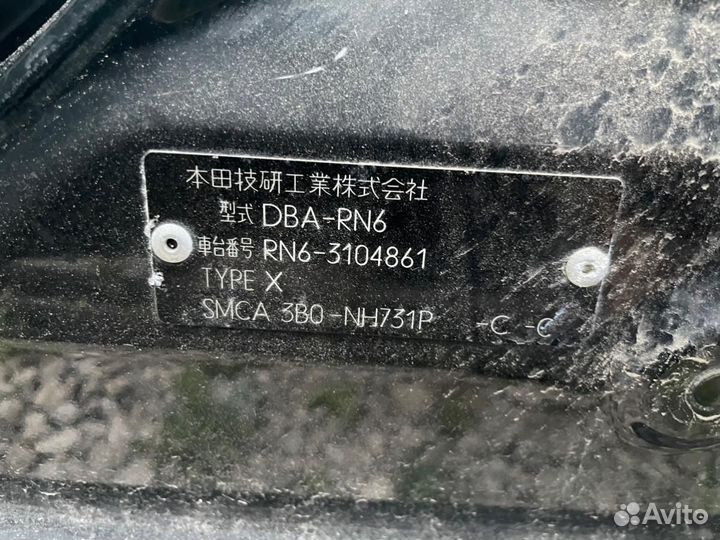 本田技研工業株式会社
型式 DBA-RN6
車台番号 RN6-3104861
TYPE X
SMCA 3B0-NH731P -C -C
Avito